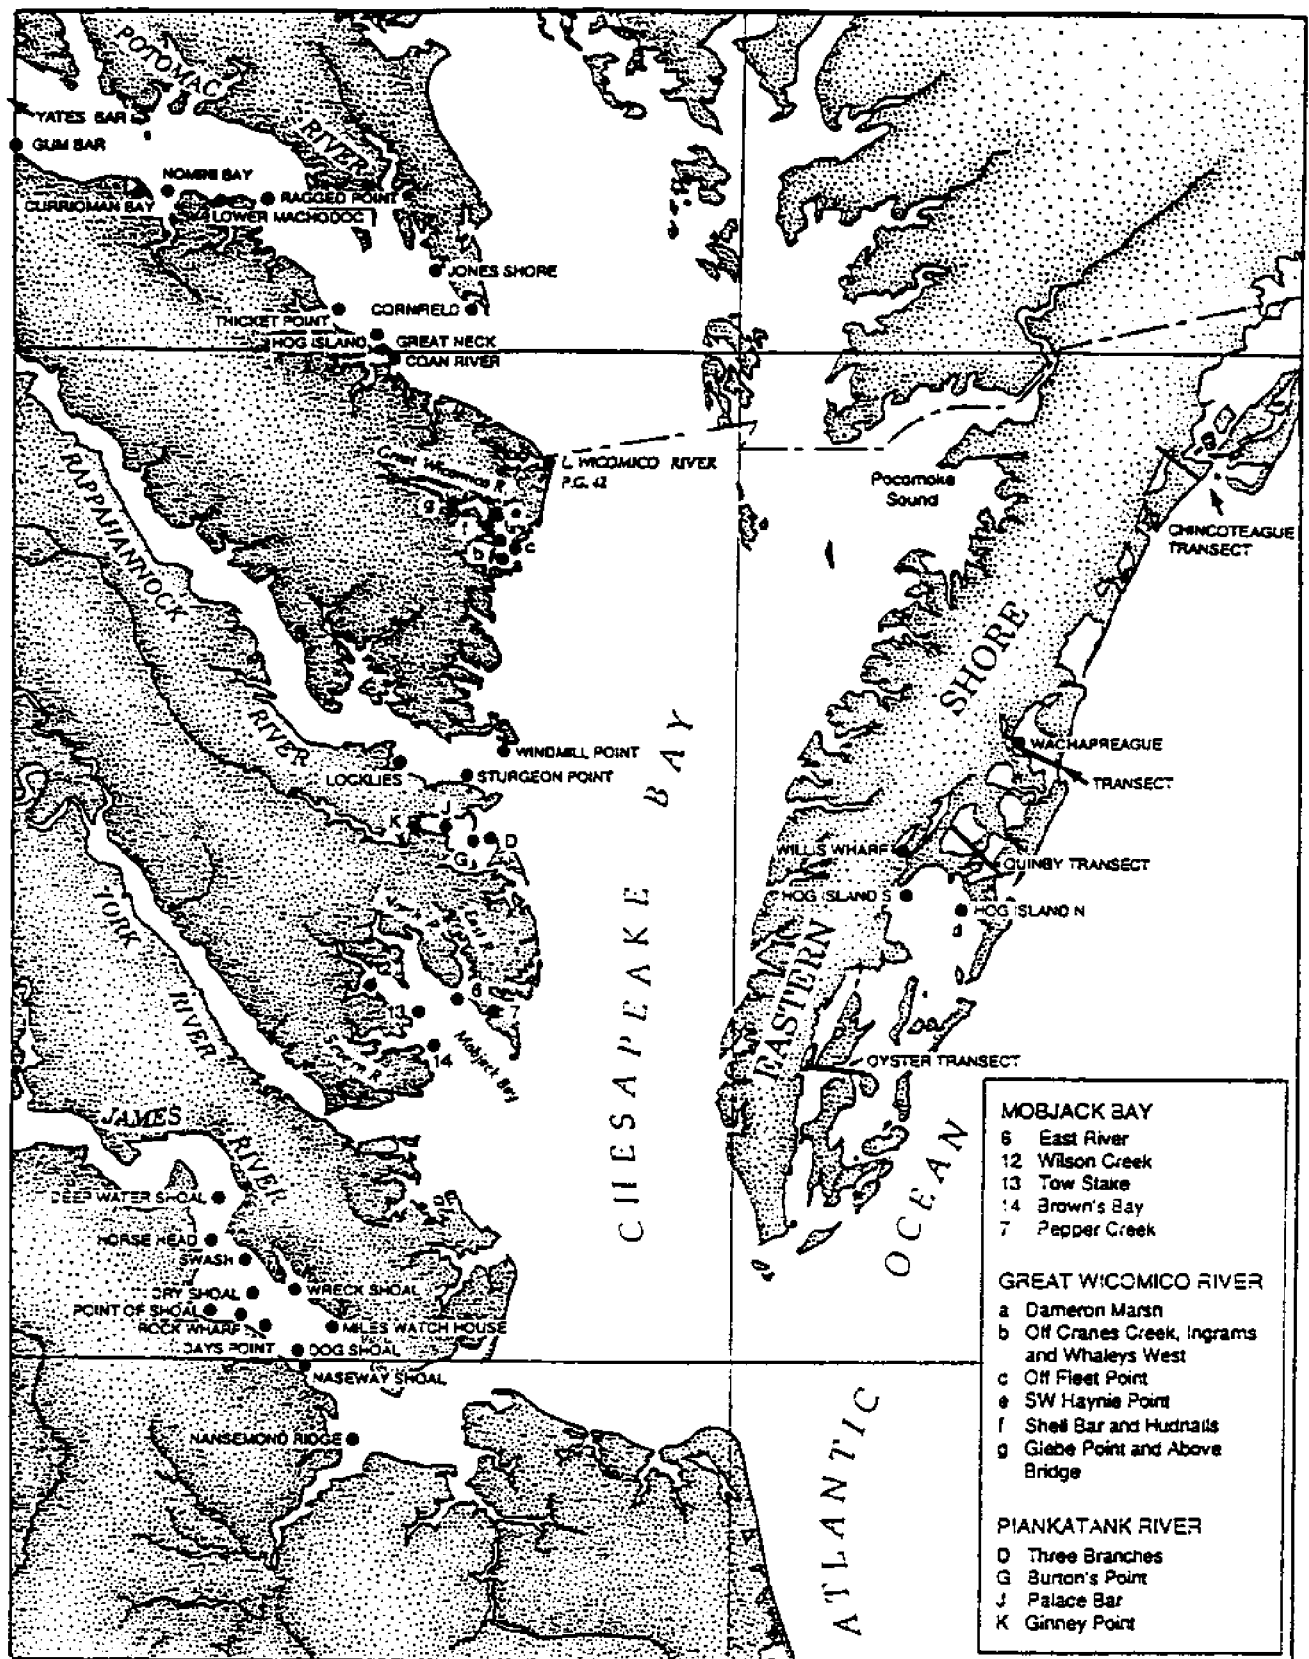 POTOMAC
RIVER
YATES BAR
GUM BAR
NOMINI BAY
CURRIOMAN BAY
RAGGED POINT
LOWER MACHODOC
JONES SHORE
CORNFIELD
THICKET POINT
HOG ISLAND
GREAT NECK
COAN RIVER
Great Wicomico R
L. WICOMICO RIVER
P.G. 42
g
e
f
b
c
Pocomoke
Sound
CHINCOTEAGUE
TRANSECT
RAPPAHANNOCK
RIVER
WINDMILL POINT
LOCKLIES
STURGEON POINT
K
J
G
D
EASTERN
SHORE
WACHAPREAGUE
TRANSECT
WILLIS WHARF
QUINBY TRANSECT
HOG ISLAND S
HOG ISLAND N
YORK
RIVER
East R
6
7
13
14
Severn R
Mobjack Bay
OYSTER TRANSECT
CHESAPEAKE BAY
JAMES
RIVER
DEEP WATER SHOAL
HORSE HEAD
SWASH
DRY SHOAL
WRECK SHOAL
POINT OF SHOAL
ROCK WHARF
MILES WATCH HOUSE
DAYS POINT
DOG SHOAL
NASEWAY SHOAL
NANSEMOND RIDGE
ATLANTIC
OCEAN
MOBJACK BAY
6 East River
12 Wilson Creek
13 Tow Stake
14 Brown's Bay
7 Pepper Creek
GREAT WICOMICO RIVER
a Dameron Marsh
b Off Cranes Creek, Ingrams
and Whaleys West
c Off Fleet Point
e SW Haynie Point
f Shell Bar and Hudnalls
g Glebe Point and Above
Bridge
PIANKATANK RIVER
D Three Branches
G Burton's Point
J Palace Bar
K Ginney Point